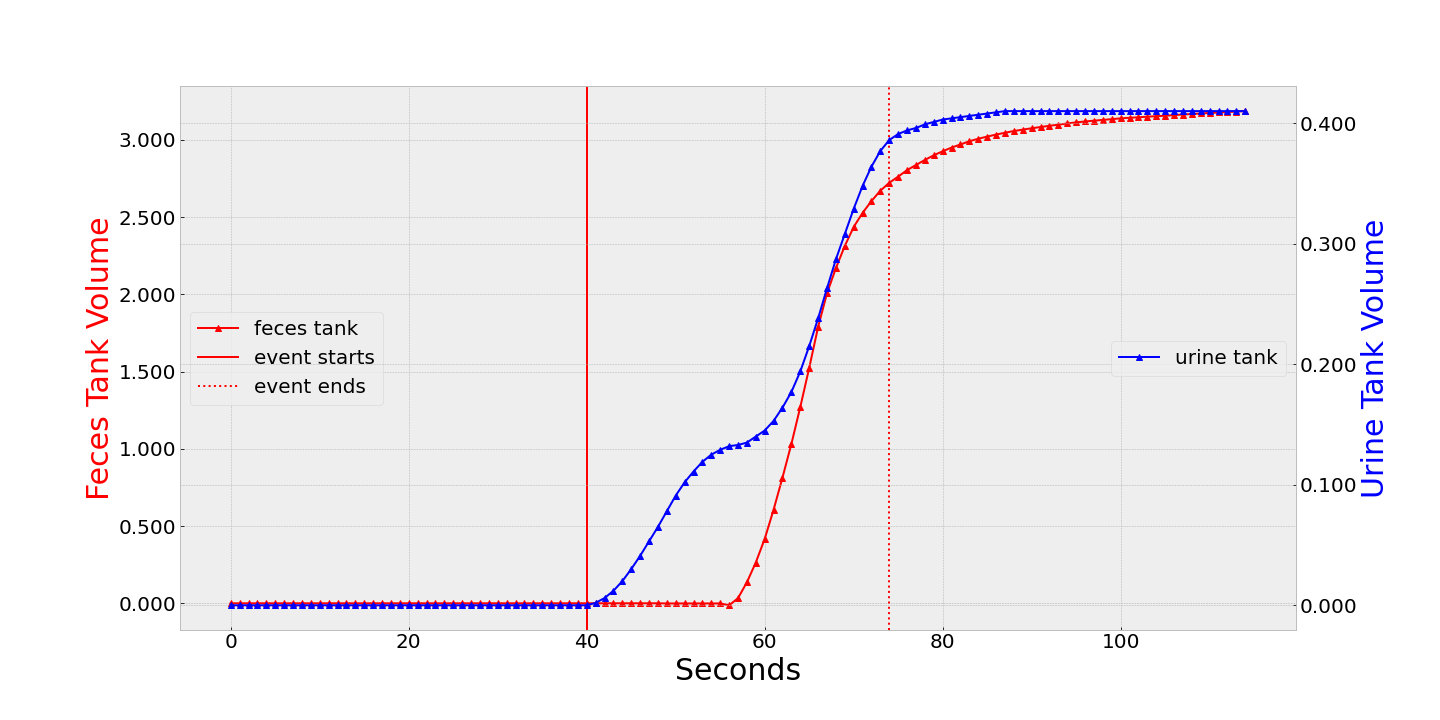 Feces Tank Volume
3.000
2.500
2.000
1.500
1.000
0.500
0.000
feces tank
event starts
event ends
urine tank
0.400
0.300
0.200
0.100
0.000
Urine Tank Volume
0 20 40 60 80 100
Seconds